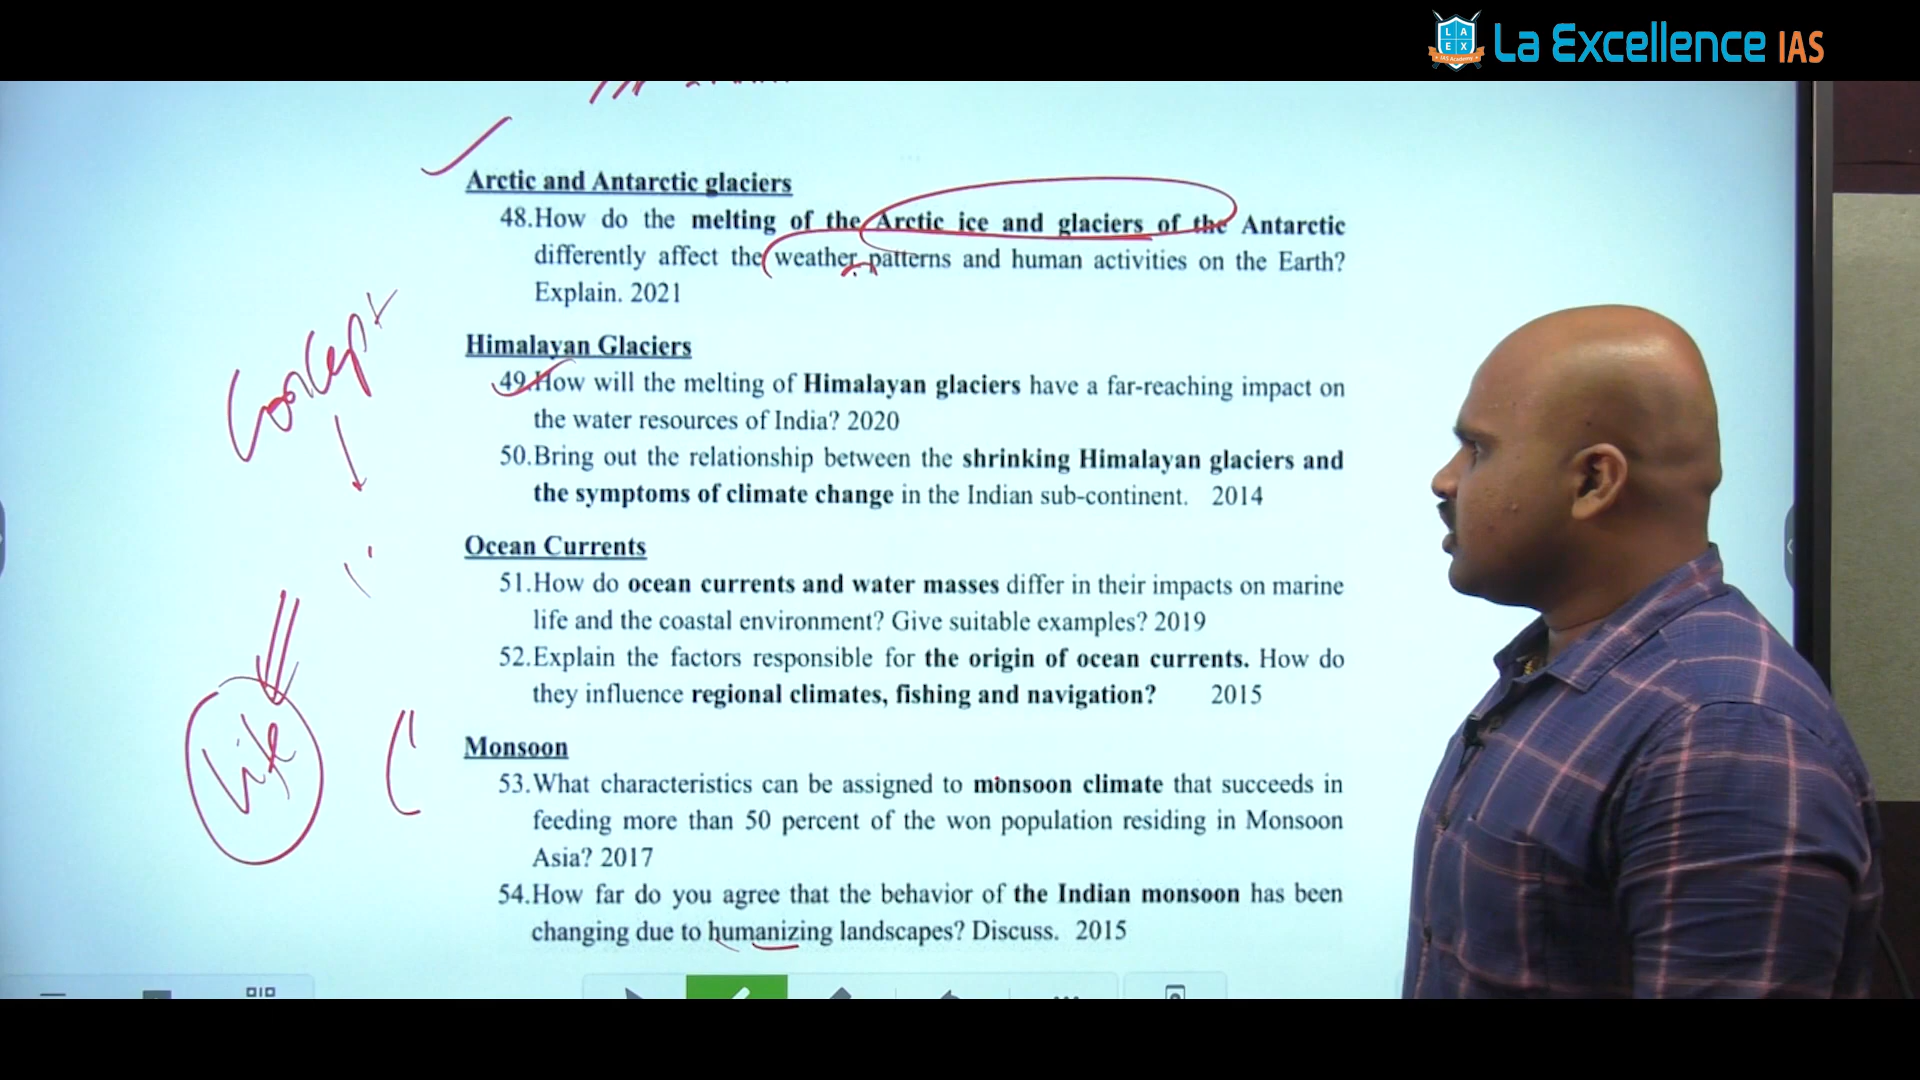 LA
EX
IAS Academy
La Excellence IAS
Arctic and Antarctic glaciers
48.How do the melting of the Arctic ice and glaciers of the Antarctic
differently affect the weather patterns and human activities on the Earth?
Explain. 2021
Concept
Himalayan Glaciers
49.How will the melting of Himalayan glaciers have a far-reaching impact on
the water resources of India? 2020
50.Bring out the relationship between the shrinking Himalayan glaciers and
the symptoms of climate change in the Indian sub-continent. 2014
Ocean Currents
51.How do ocean currents and water masses differ in their impacts on marine
life and the coastal environment? Give suitable examples? 2019
52.Explain the factors responsible for the origin of ocean currents. How do
they influence regional climates, fishing and navigation? 2015
Monsoon
53.What characteristics can be assigned to monsoon climate that succeeds in
feeding more than 50 percent of the won population residing in Monsoon
Asia? 2017
54.How far do you agree that the behavior of the Indian monsoon has been
changing due to humanizing landscapes? Discuss. 2015